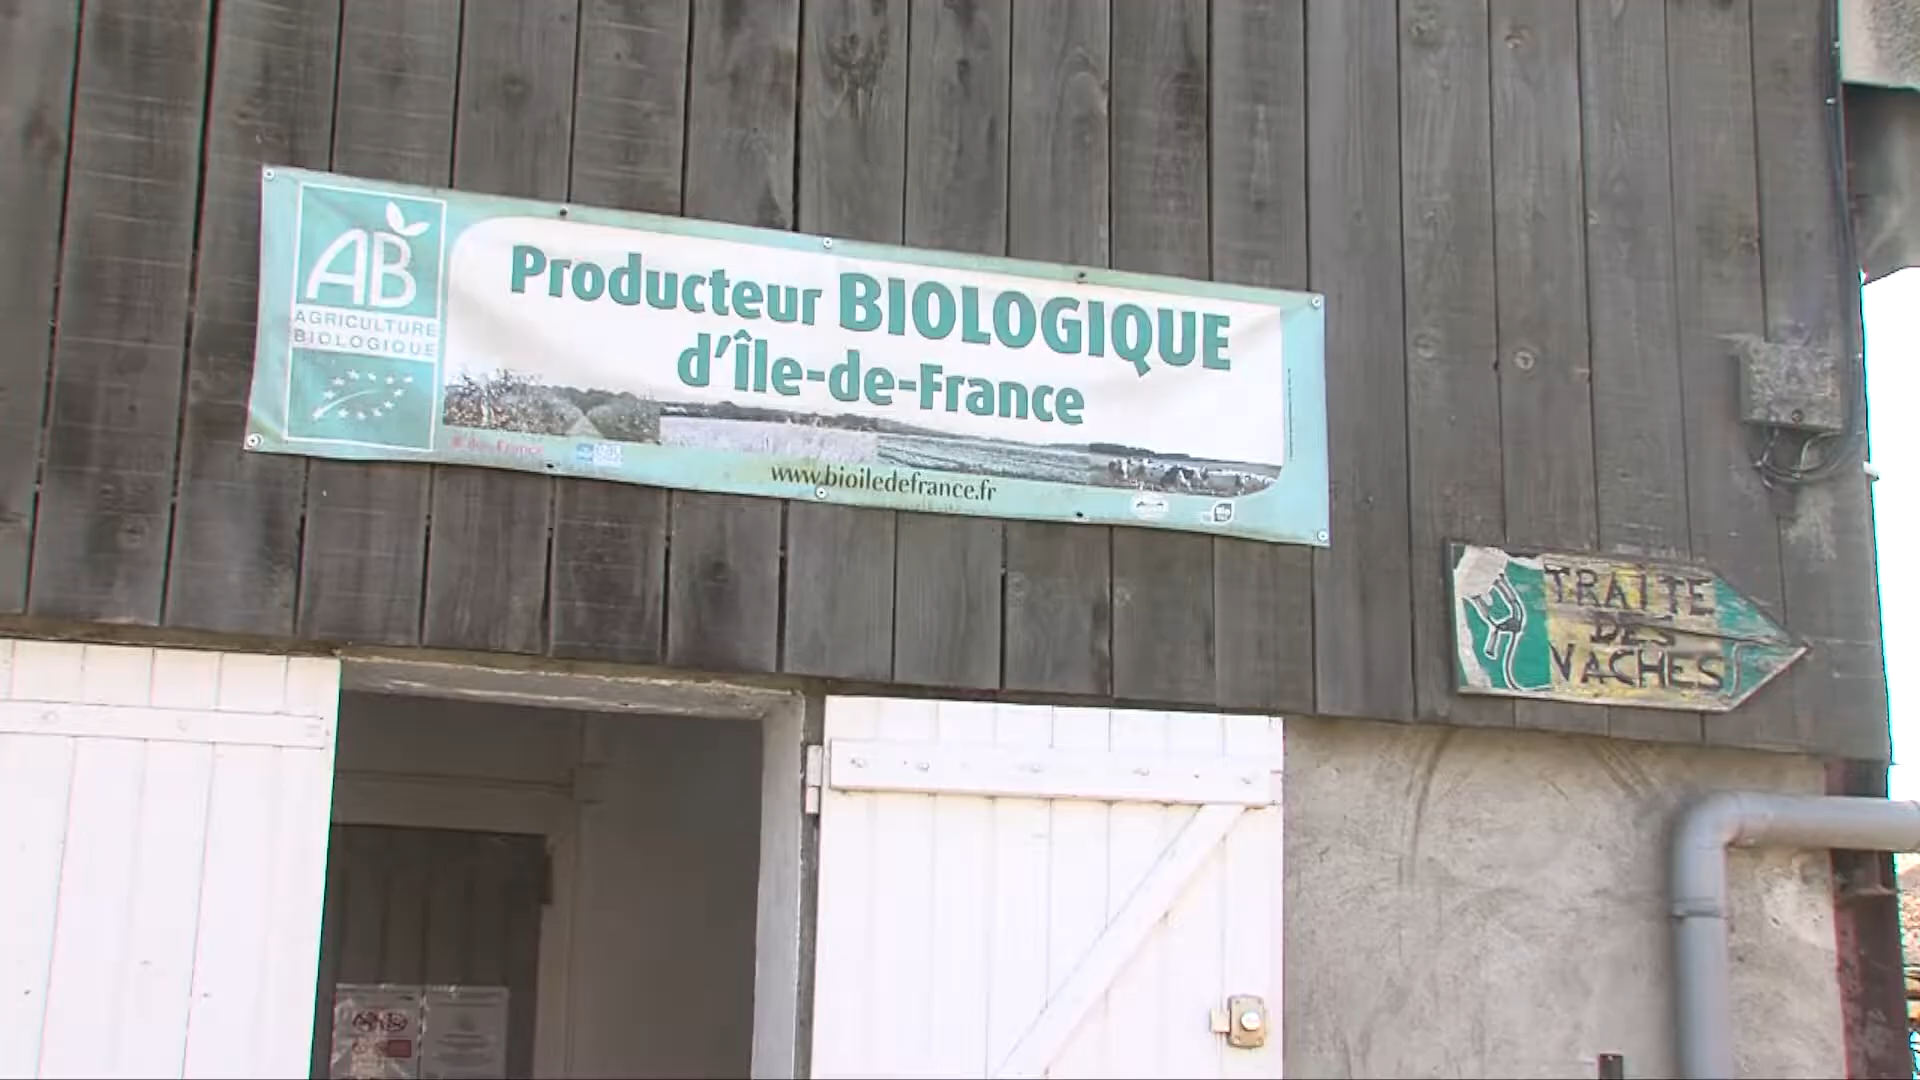 AB
AGRICULTURE
BIOLOGIQUE
Producteur BIOLOGIQUE
d'Île-de-France
www.bioiledefrance.fr
TRAITE
DES
VACHES